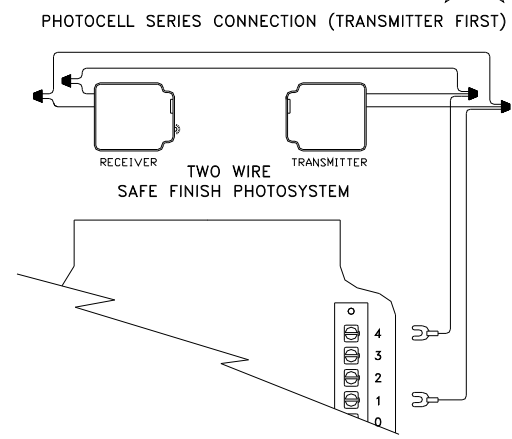 PHOTOCELL SERIES CONNECTION (TRANSMITTER FIRST)
RECEIVER
TRANSMITTER
TWO WIRE
SAFE FINISH PHOTOSYSTEM
4
3
2
1
0